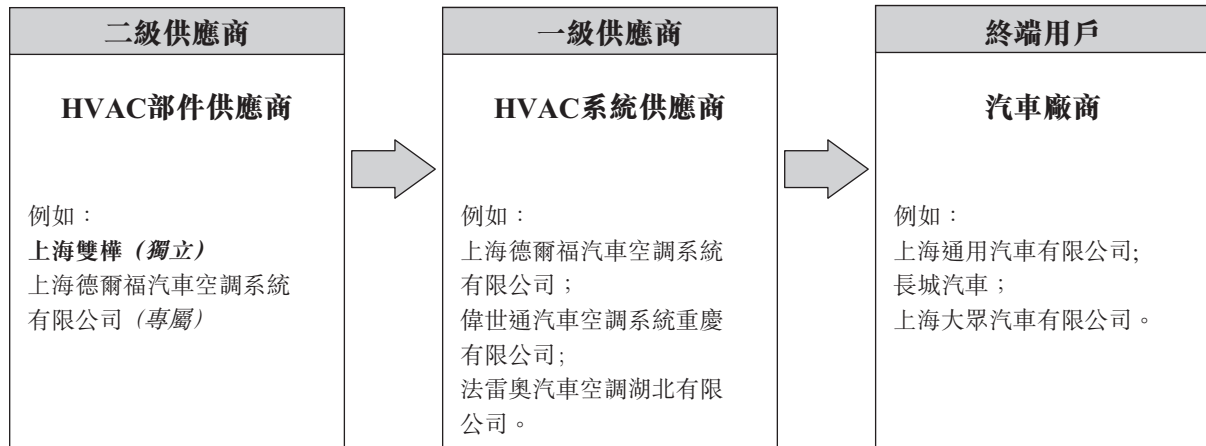 二級供應商
HVAC部件供應商
例如：
上海雙樺（獨立）
上海德爾福汽車空調系統
有限公司（專屬）
一級供應商
HVAC系統供應商
例如：
上海德爾福汽車空調系統
有限公司；
偉世通汽車空調系統重慶
有限公司;
法雷奧汽車空調湖北有限
公司。
終端用戶
汽車廠商
例如：
上海通用汽車有限公司;
長城汽車；
上海大眾汽車有限公司。